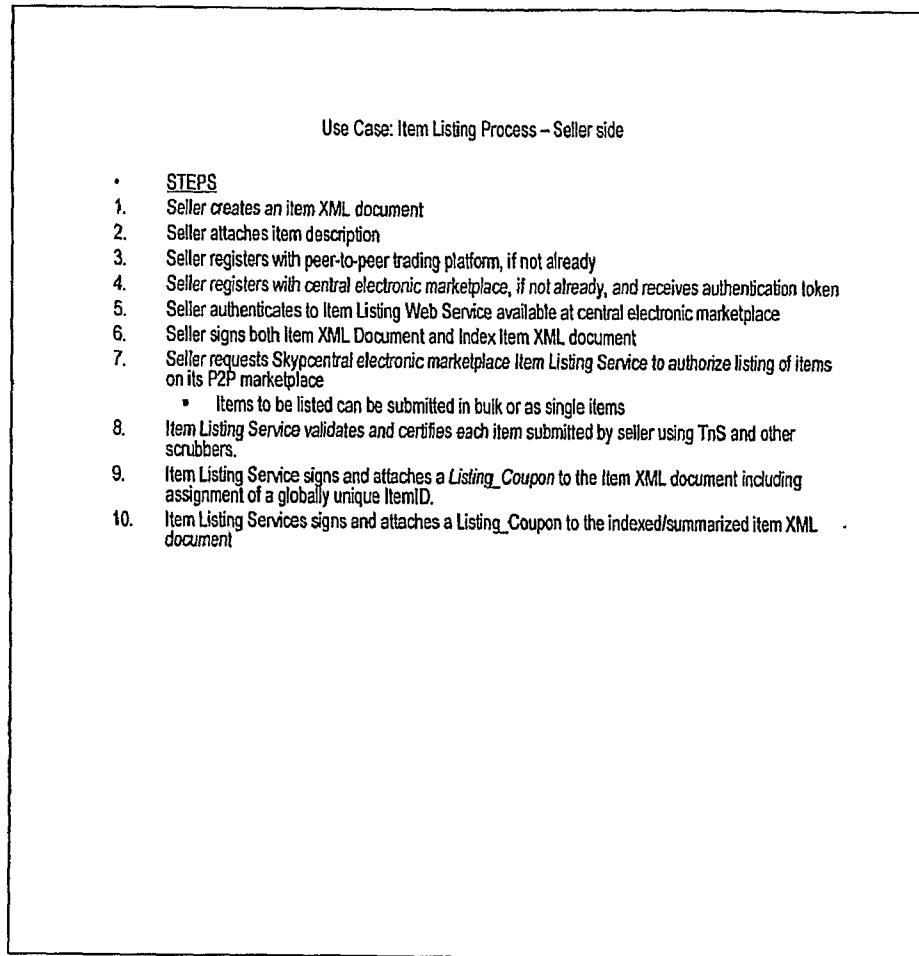 Use Case: Item Listing Process – Seller side
• STEPS
1. Seller creates an item XML document
2. Seller attaches item description
3. Seller registers with peer-to-peer trading platform, if not already
4. Seller registers with central electronic marketplace, if not already, and receives authentication token
5. Seller authenticates to Item Listing Web Service available at central electronic marketplace
6. Seller signs both Item XML Document and Index Item XML document
7. Seller requests Skypcentral electronic marketplace Item Listing Service to authorize listing of items
on its P2P marketplace
▪ Items to be listed can be submitted in bulk or as single items
8. Item Listing Service validates and certifies each item submitted by seller using TnS and other
scrubbers.
9. Item Listing Service signs and attaches a Listing_Coupon to the Item XML document including
assignment of a globally unique ItemID.
10. Item Listing Services signs and attaches a Listing_Coupon to the indexed/summarized item XML
document